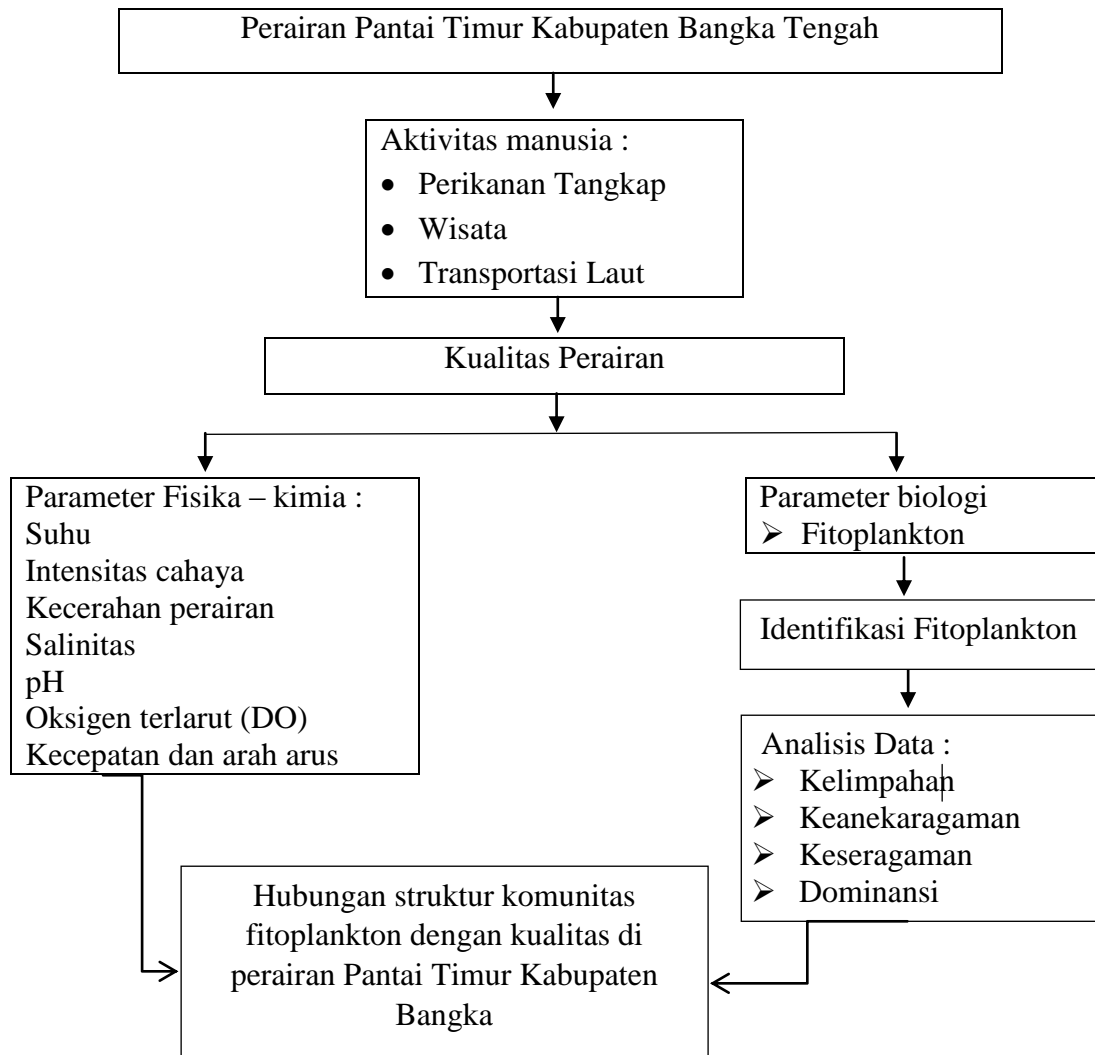 Perairan Pantai Timur Kabupaten Bangka Tengah
Aktivitas manusia :
• Perikanan Tangkap
• Wisata
• Transportasi Laut
Kualitas Perairan
Parameter Fisika – kimia :
Suhu
Intensitas cahaya
Kecerahan perairan
Salinitas
pH
Oksigen terlarut (DO)
Kecepatan dan arah arus
Parameter biologi
➢ Fitoplankton
Identifikasi Fitoplankton
Analisis Data :
➢ Kelimpahan
➢ Keanekaragaman
➢ Keseragaman
➢ Dominansi
Hubungan struktur komunitas
fitoplankton dengan kualitas di
perairan Pantai Timur Kabupaten
Bangka